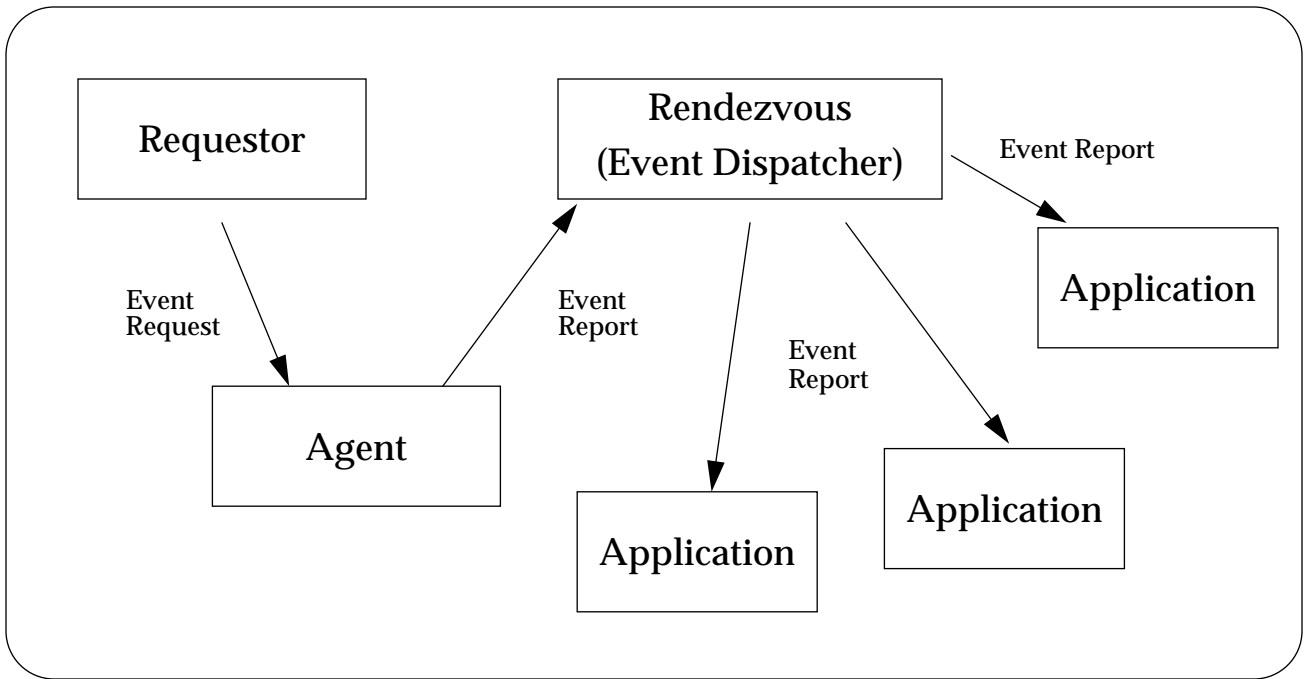 Requestor
Rendezvous
(Event Dispatcher)
Event Report
Application
Event
Request
Event
Report
Event
Report
Agent
Application
Application